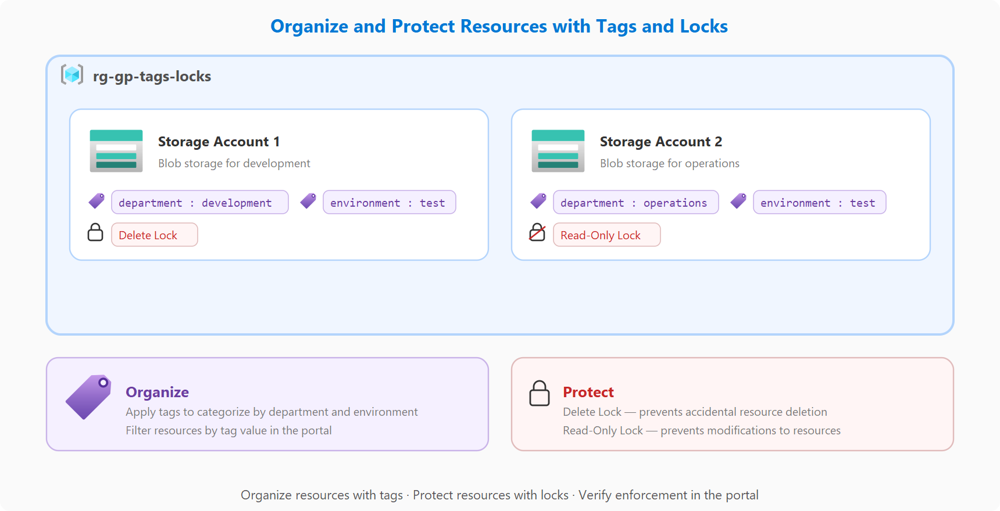 Organize and Protect Resources with Tags and Locks
rg-gp-tags-locks
Storage Account 1
Blob storage for development
department : development
environment : test
Delete Lock
Storage Account 2
Blob storage for operations
department : operations
environment : test
Read-Only Lock
Organize
Apply tags to categorize by department and environment
Filter resources by tag value in the portal
Protect
Delete Lock — prevents accidental resource deletion
Read-Only Lock — prevents modifications to resources
Organize resources with tags · Protect resources with locks · Verify enforcement in the portal